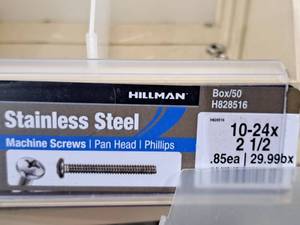 HILLMAN
Box/50
H828516
Stainless Steel
Machine Screws | Pan Head | Phillips
H828516
10-24x
2 1/2
.85ea | 29.99bx